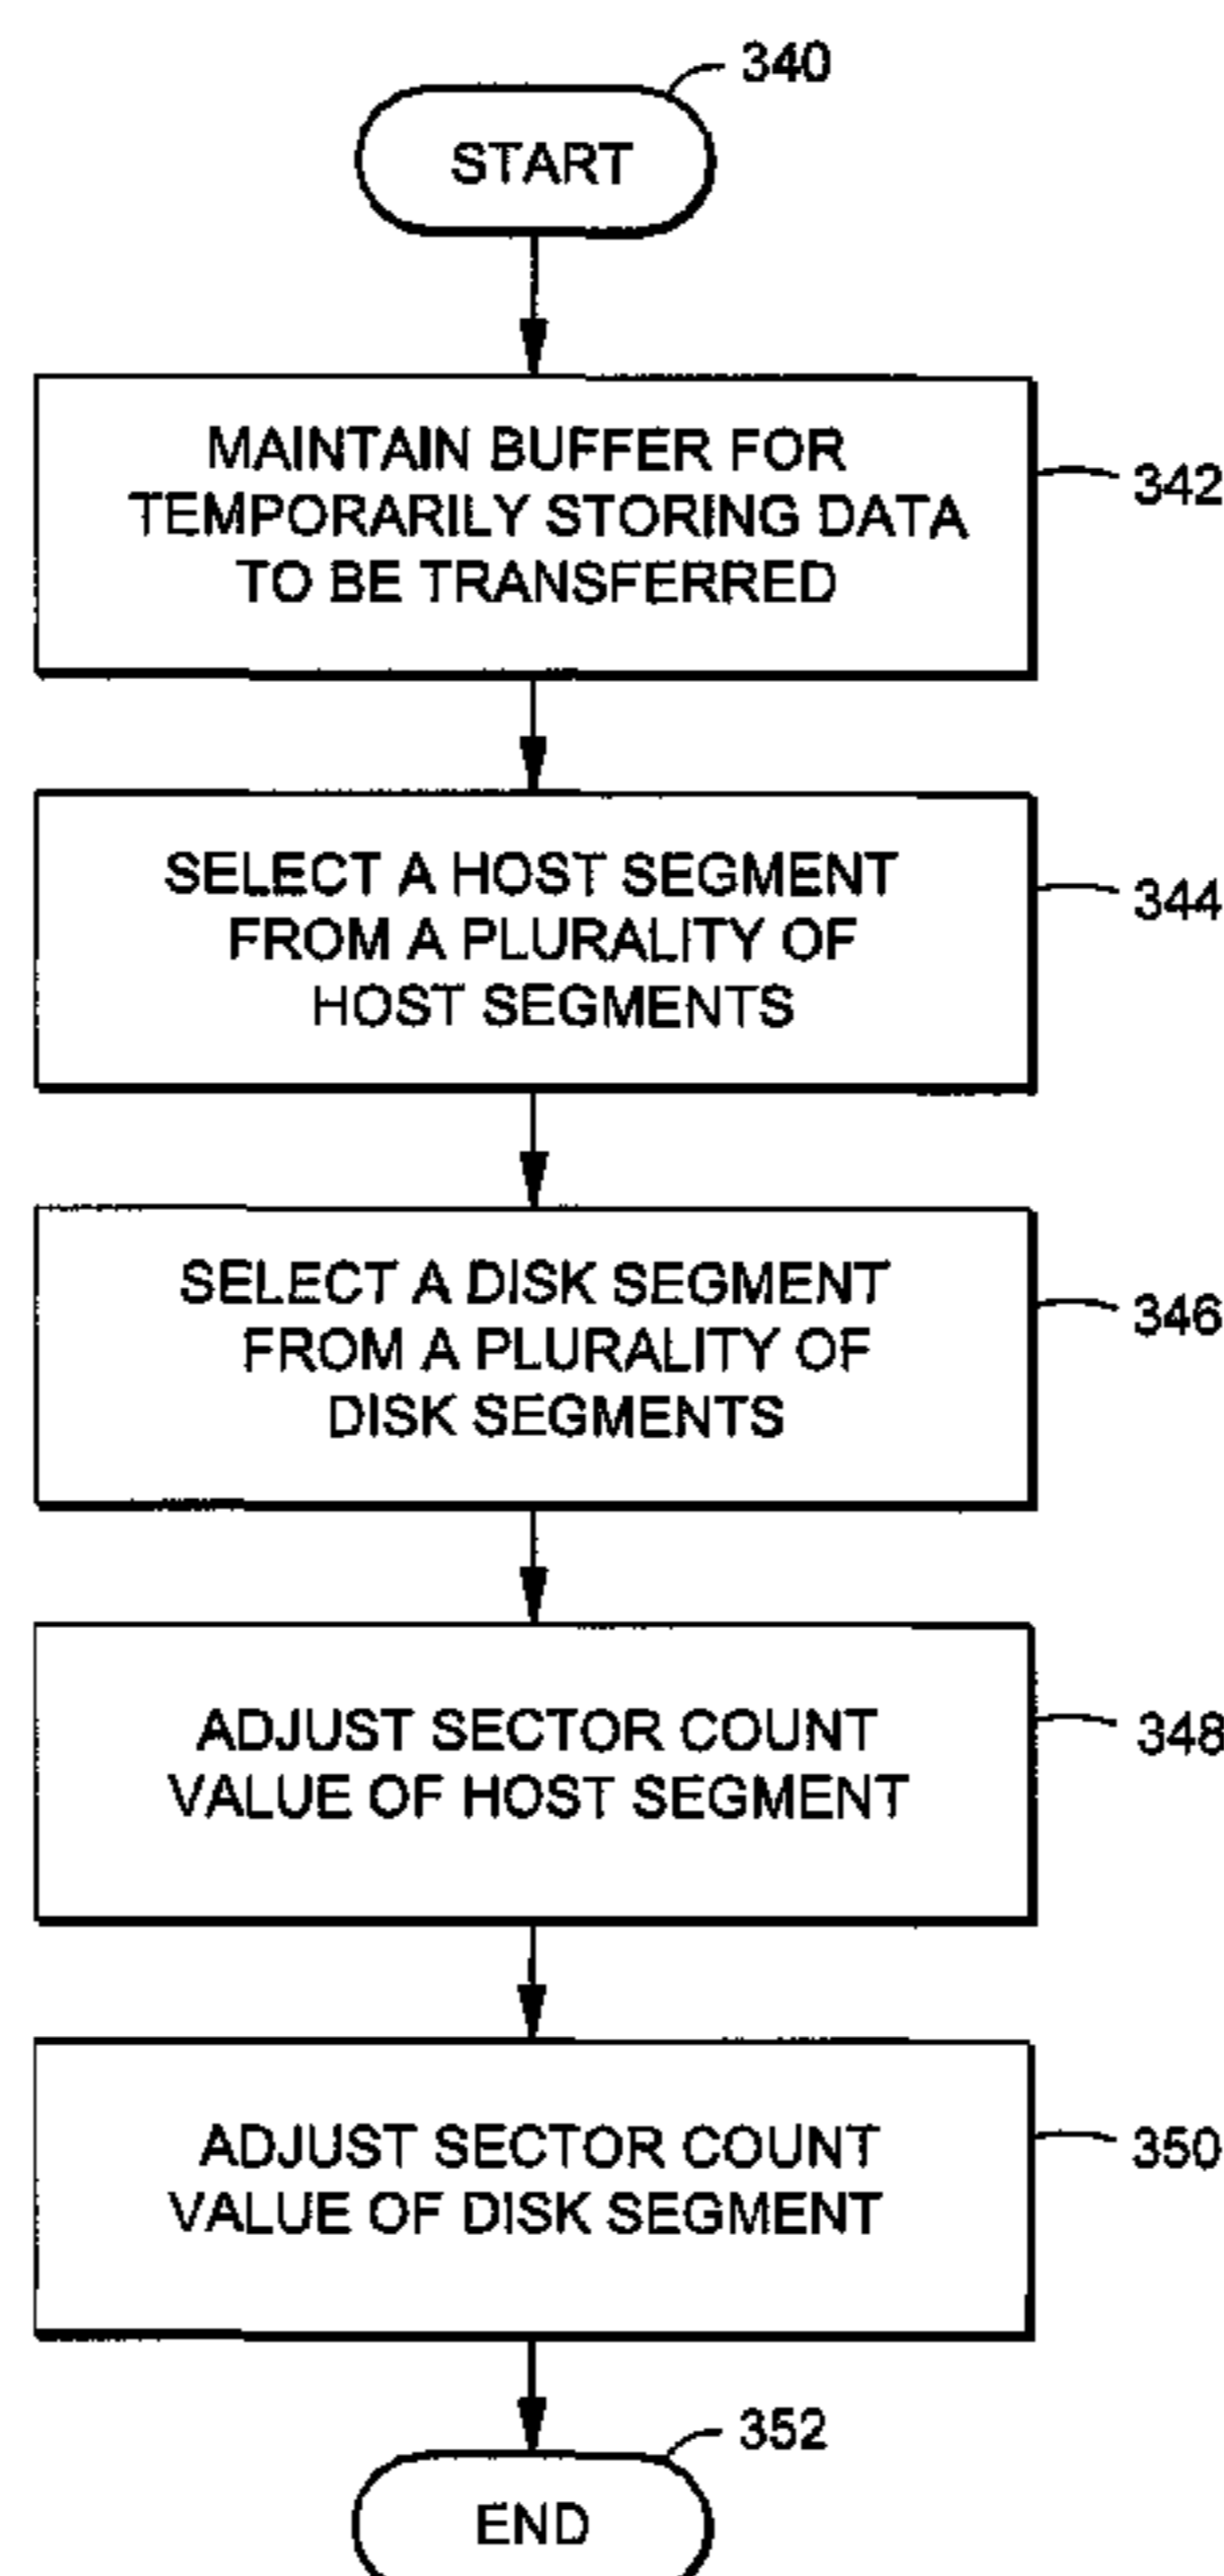 340
START
MAINTAIN BUFFER FOR
TEMPORARILY STORING DATA
TO BE TRANSFERRED
342
SELECT A HOST SEGMENT
FROM A PLURALITY OF
HOST SEGMENTS
344
SELECT A DISK SEGMENT
FROM A PLURALITY OF
DISK SEGMENTS
346
ADJUST SECTOR COUNT
VALUE OF HOST SEGMENT
348
ADJUST SECTOR COUNT
VALUE OF DISK SEGMENT
350
352
END